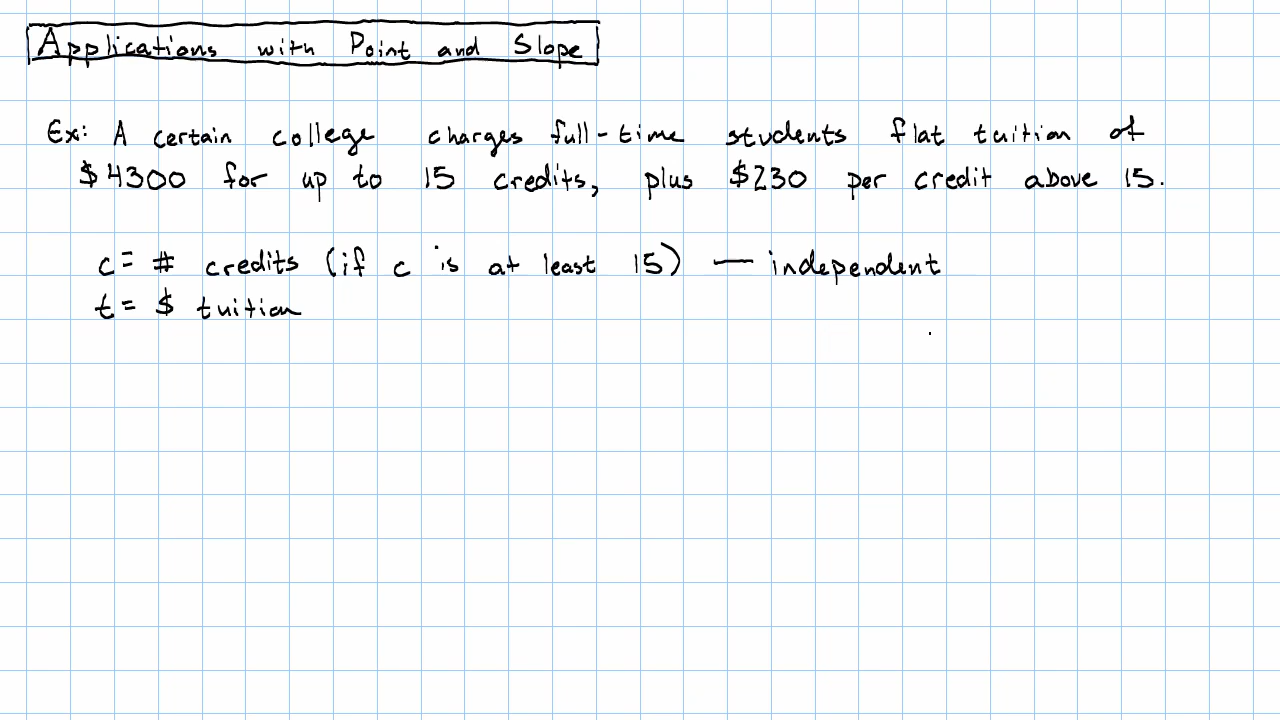 Applications with Point and Slope
Ex: A certain college charges full-time students flat tuition of
$4300 for up to 15 credits, plus $230 per credit above 15.
c = # credits (if c is at least 15) — independent
t = $ tuition